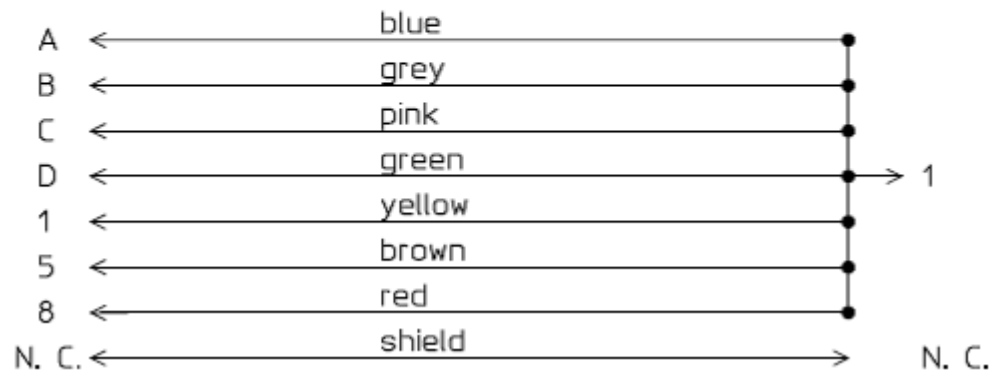 A blue
B grey
C pink
D green 1
1 yellow
5 brown
8 red
N. C. shield N. C.